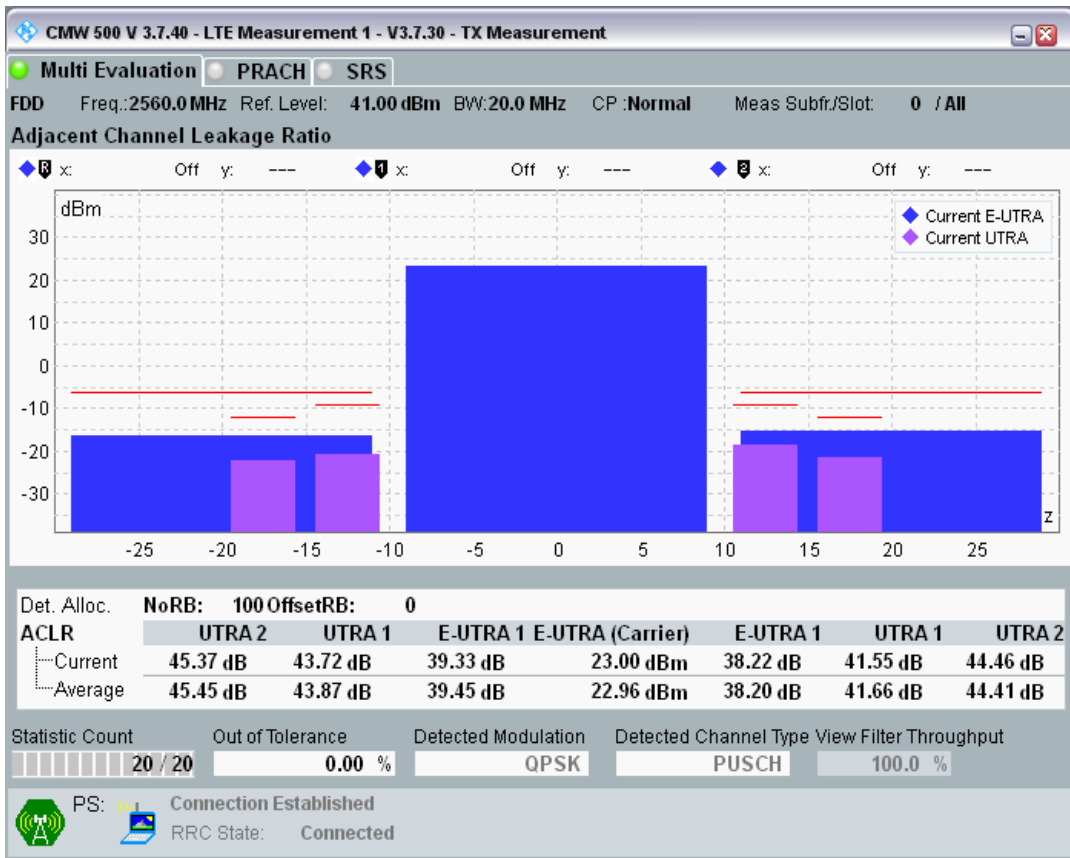 CMW 500 V 3.7.40 - LTE Measurement 1 - V3.7.30 - TX Measurement
Multi Evaluation PRACH SRS
FDD Freq.:2560.0 MHz Ref. Level: 41.00 dBm BW:20.0 MHz CP :Normal Meas Subfr./Slot: 0 / All
Adjacent Channel Leakage Ratio
R x: Off y: --- 1 x: Off y: --- 2 x: Off y: ---
dBm
Current E-UTRA
Current UTRA
30
20
10
0
-10
-20
-30
z
-25 -20 -15 -10 -5 0 5 10 15 20 25
Det. Alloc. NoRB: 100 OffsetRB: 0
ACLR UTRA 2 UTRA 1 E-UTRA 1 E-UTRA (Carrier) E-UTRA 1 UTRA 1 UTRA 2
Current 45.37 dB 43.72 dB 39.33 dB 23.00 dBm 38.22 dB 41.55 dB 44.46 dB
Average 45.45 dB 43.87 dB 39.45 dB 22.96 dBm 38.20 dB 41.66 dB 44.41 dB
Statistic Count Out of Tolerance Detected Modulation Detected Channel Type View Filter Throughput
20 / 20 0.00 % QPSK PUSCH 100.0 %
PS: Connection Established
RRC State: Connected